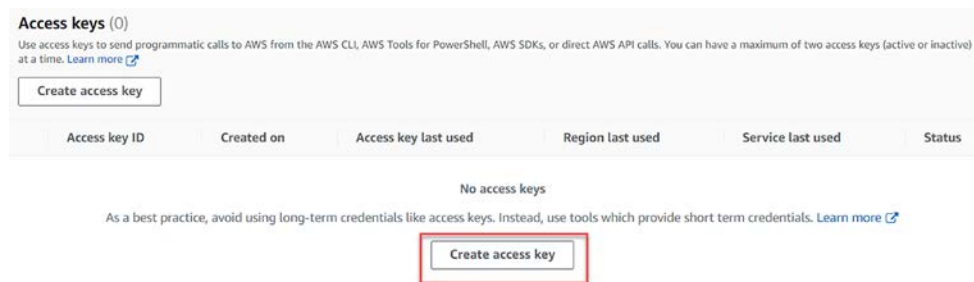 Access keys (0)
Use access keys to send programmatic calls to AWS from the AWS CLI, AWS Tools for PowerShell, AWS SDKs, or direct AWS API calls. You can have a maximum of two access keys (active or inactive)
at a time. Learn more
Create access key
Access key ID Created on Access key last used Region last used Service last used Status
No access keys
As a best practice, avoid using long-term credentials like access keys. Instead, use tools which provide short term credentials. Learn more
Create access key